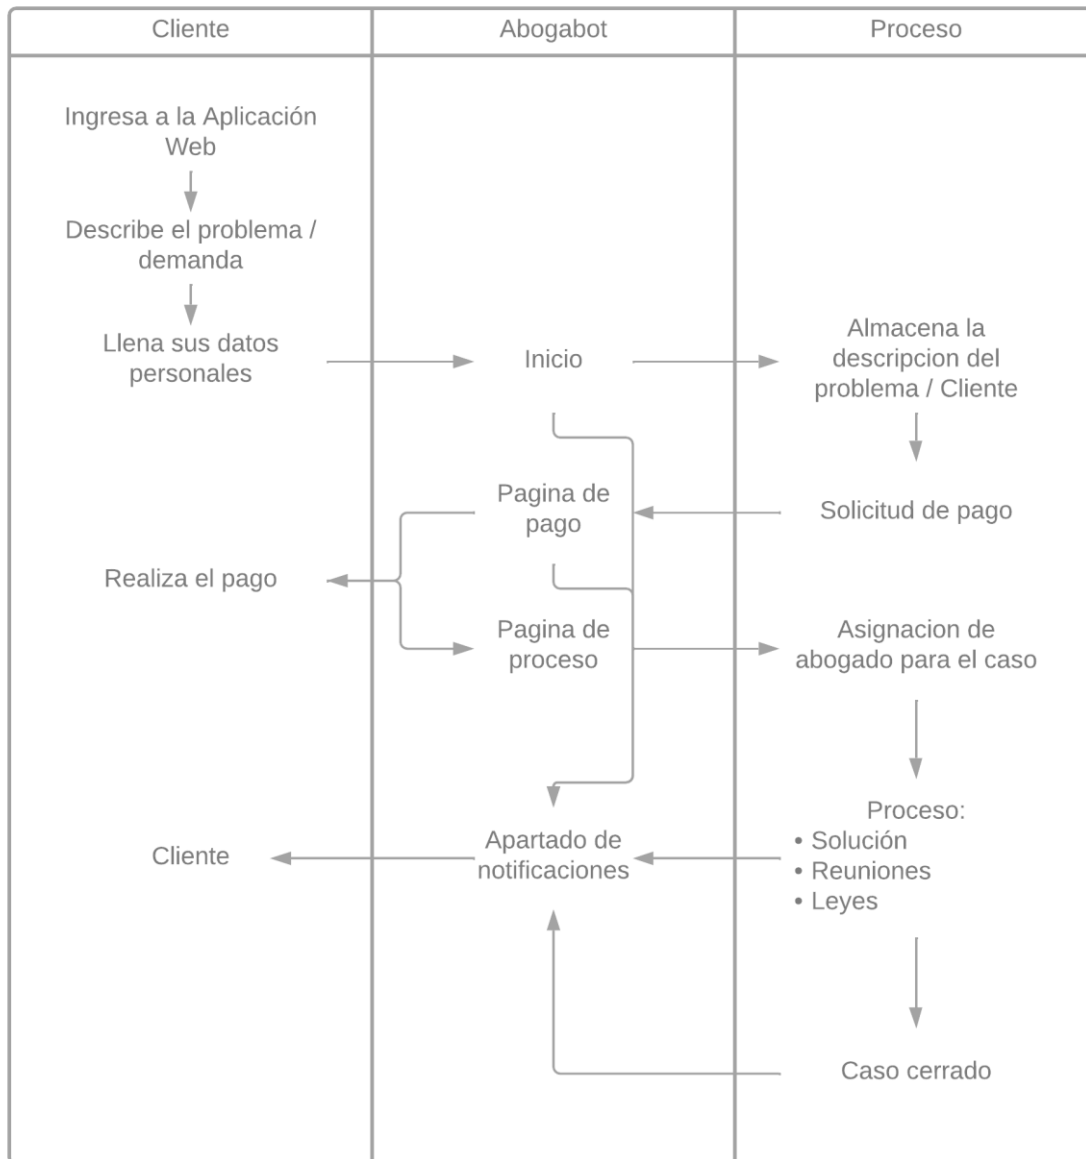 Cliente
Abogabot
Proceso
Ingresa a la Aplicación
Web
Describe el problema /
demanda
Llena sus datos
personales
Inicio
Almacena la
descripcion del
problema / Cliente
Pagina de
pago
Solicitud de pago
Realiza el pago
Pagina de
proceso
Asignacion de
abogado para el caso
Cliente
Apartado de
notificaciones
Proceso:
• Solución
• Reuniones
• Leyes
Caso cerrado